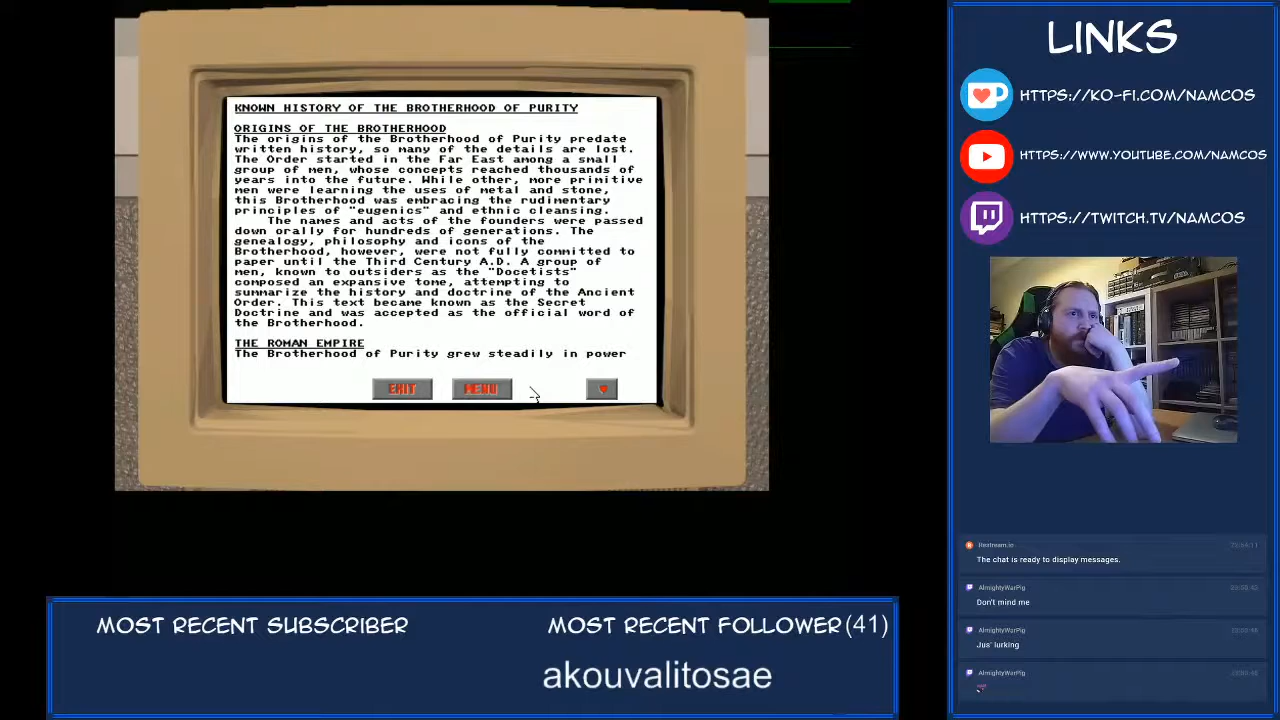 KNOWN HISTORY OF THE BROTHERHOOD OF PURITY
ORIGINS OF THE BROTHERHOOD
The origins of the Brotherhood of Purity predate
written history, so many of the details are lost.
The Order started in the Far East among a small
group of men, whose concepts reached thousands of
years into the future. While other, more primitive
men were learning the uses of metal and stone,
this Brotherhood was embracing the rudimentary
principles of "eugenics" and ethnic cleansing.
The names and acts of the founders were passed
down orally for hundreds of generations. The
genealogy, philosophy and icons of the
Brotherhood, however, were not fully committed to
paper until the Third Century A.D. A group of
men, known to outsiders as the "Docetists"
composed an expansive tome, attempting to
summarize the history and doctrine of the Ancient
Order. This text became known as the Secret
Doctrine and was accepted as the official word of
the Brotherhood.
THE ROMAN EMPIRE
The Brotherhood of Purity grew steadily in power
EXIT
MENU
LINKS
HTTPS://KO-FI.COM/NAMCOS
HTTPS://WWW.YOUTUBE.COM/NAMCOS
HTTPS://TWITCH.TV/NAMCOS
Restream.io
The chat is ready to display messages.
AlmightyWarPig
Don't mind me
AlmightyWarPig
Jus' lurking
AlmightyWarPig
MOST RECENT SUBSCRIBER
MOST RECENT FOLLOWER (41)
akouvalitosae